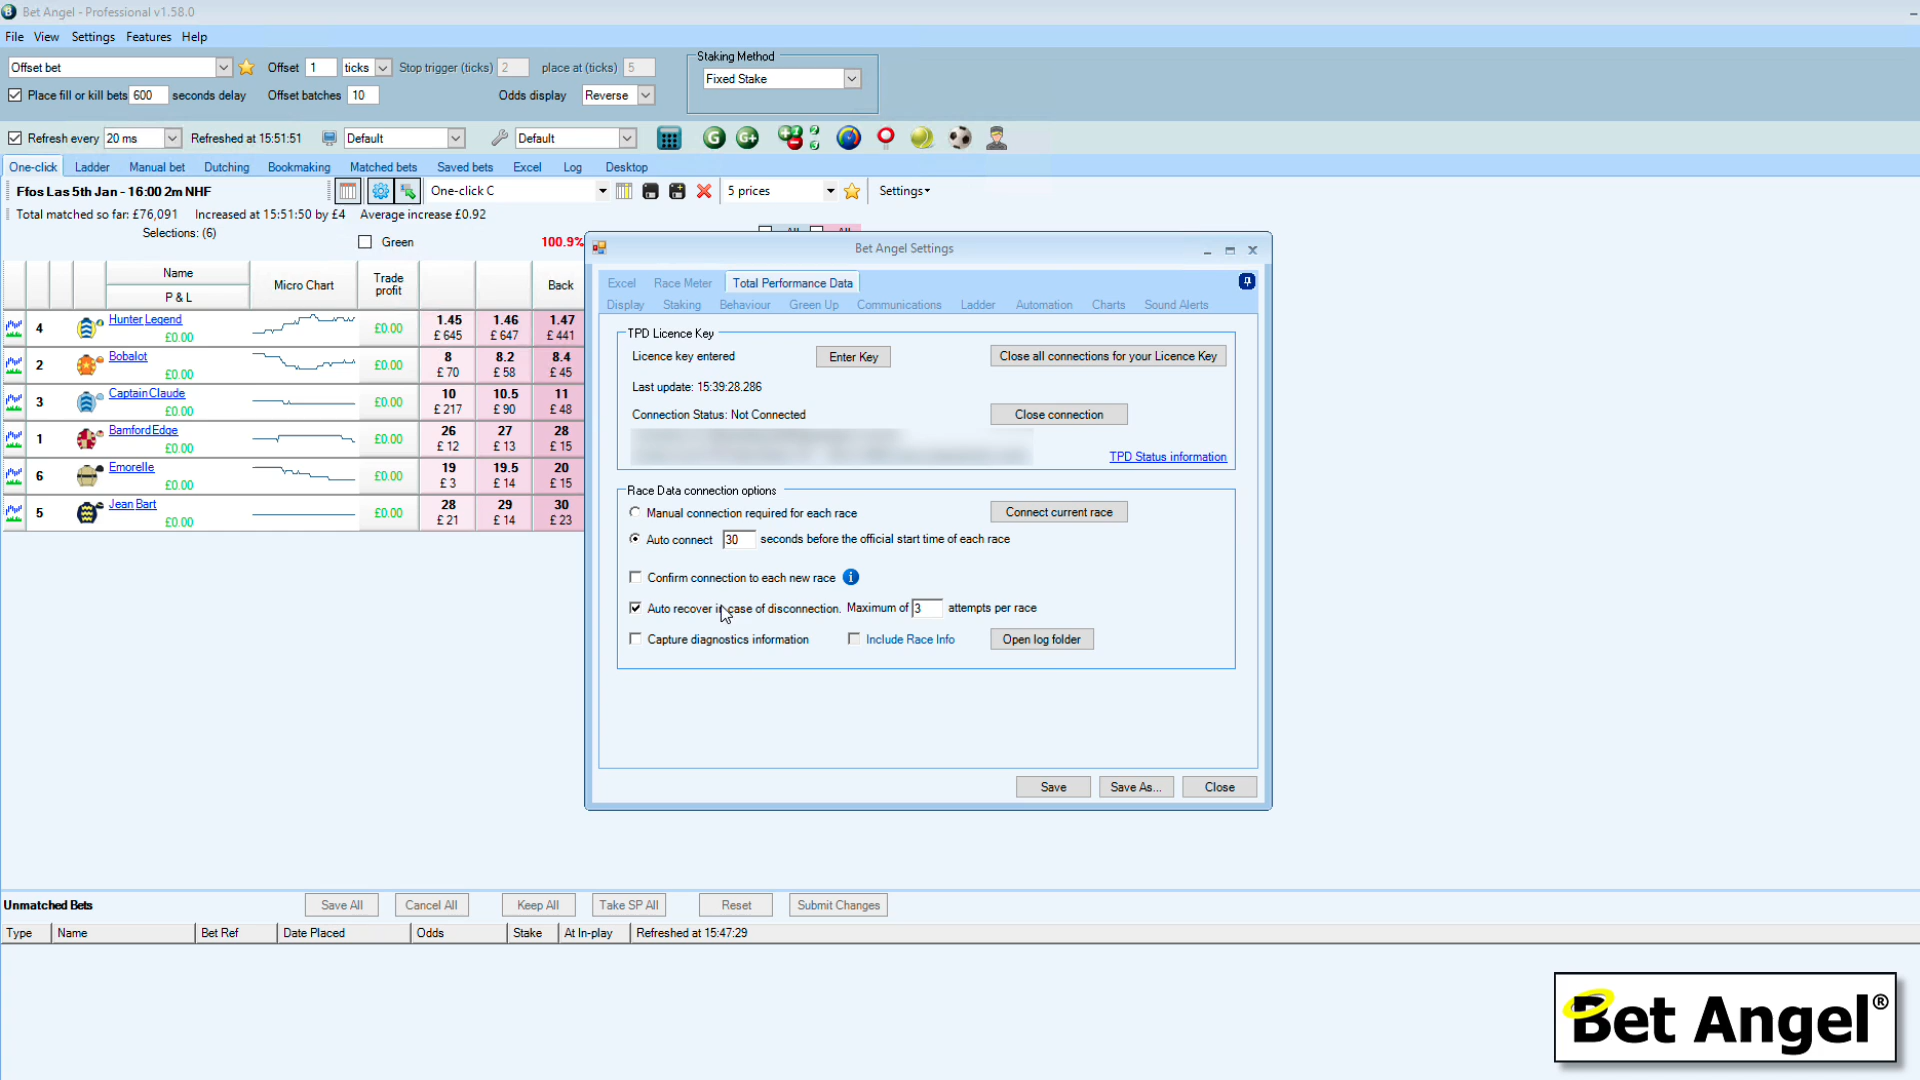 Bet Angel - Professional v1.58.0
File View Settings Features Help
Offset bet Offset 1 ticks Stop trigger (ticks) 2 place at (ticks) 5
Staking Method
Fixed Stake
Place fill or kill bets 600 seconds delay Offset batches 10 Odds display Reverse
Refresh every 20 ms Refreshed at 15:51:51 Default Default
One-click Ladder Manual bet Dutching Bookmaking Matched bets Saved bets Excel Log Desktop
Ffos Las 5th Jan - 16:00 2m NHF One-click C 5 prices Settings
Total matched so far: £76,091 Increased at 15:51:50 by £4 Average increase £0.92
Selections: (6)
Green 100.9%
Name
P & L
Micro Chart
Trade profit
Back
4 Hunter Legend £0.00 £0.00 1.45 £ 645 1.46 £ 647 1.47 £ 441
2 Bobalot £0.00 £0.00 8 £ 70 8.2 £ 58 8.4 £ 45
3 Captain Claude £0.00 £0.00 10 £ 217 10.5 £ 90 11 £ 48
1 Bamford Edge £0.00 £0.00 26 £ 12 27 £ 13 28 £ 15
6 Emorelle £0.00 £0.00 19 £ 3 19.5 £ 14 20 £ 15
5 Jean Bart £0.00 £0.00 28 £ 21 29 £ 14 30 £ 23
Bet Angel Settings
Excel Race Meter Total Performance Data
Display Staking Behaviour Green Up Communications Ladder Automation Charts Sound Alerts
TPD Licence Key
Licence key entered Enter Key Close all connections for your Licence Key
Last update: 15:39:28.286
Connection Status: Not Connected Close connection
TPD Status information
Race Data connection options
Manual connection required for each race Connect current race
Auto connect 30 seconds before the official start time of each race
Confirm connection to each new race i
Auto recover in case of disconnection. Maximum of 3 attempts per race
Capture diagnostics information Include Race Info Open log folder
Save Save As... Close
Unmatched Bets Save All Cancel All Keep All Take SP All Reset Submit Changes
Type Name Bet Ref Date Placed Odds Stake At In-play Refreshed at 15:47:29
Bet Angel®